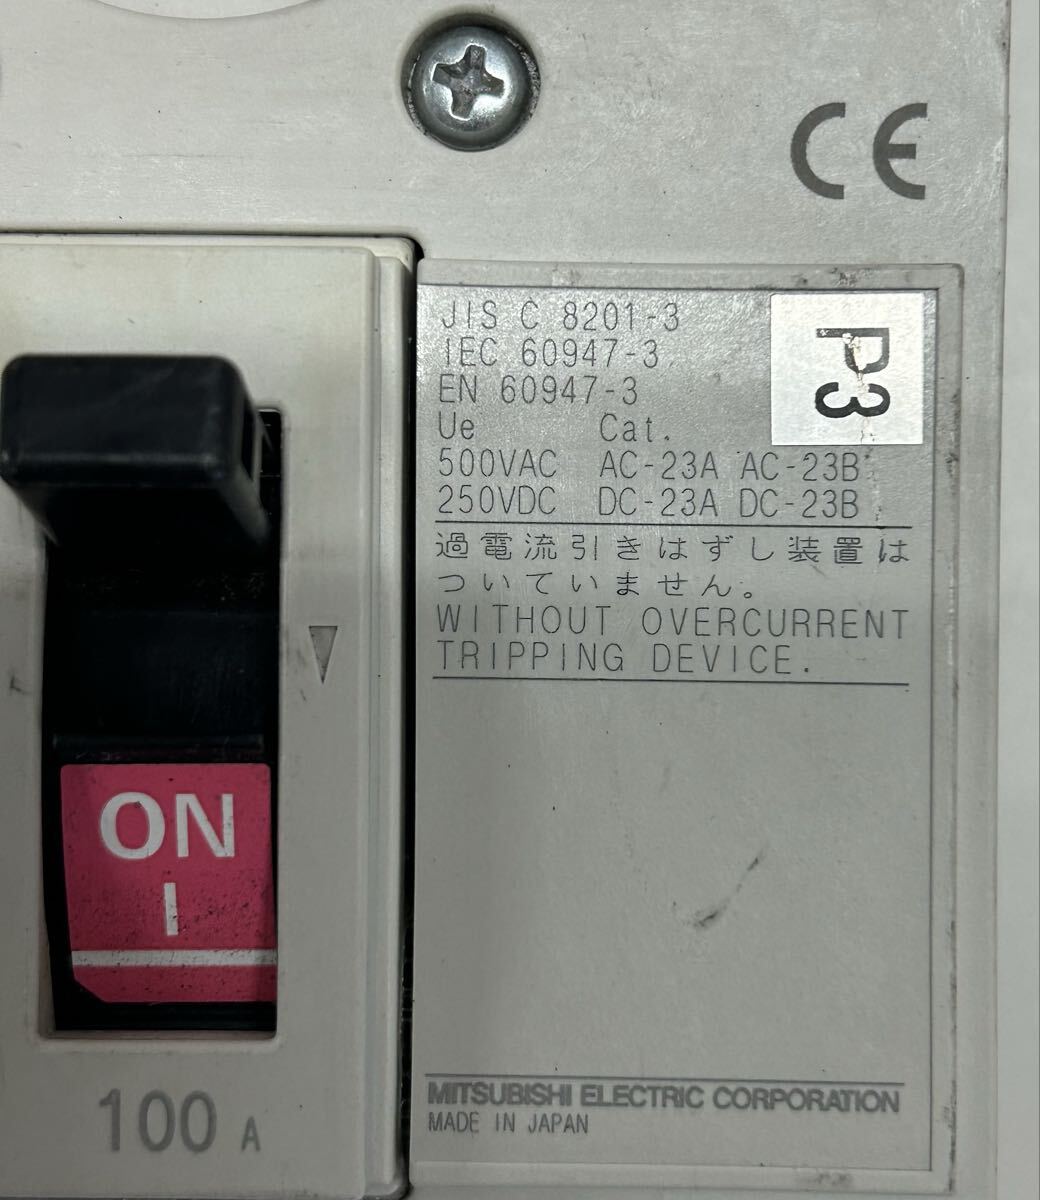 CE
JIS C 8201-3
IEC 60947-3
EN 60947-3
P3
Ue Cat.
500VAC AC-23A AC-23B
250VDC DC-23A DC-23B
過電流引きはずし装置は
ついていません。
WITHOUT OVERCURRENT
TRIPPING DEVICE.
ON
I
100 A
MITSUBISHI ELECTRIC CORPORATION
MADE IN JAPAN